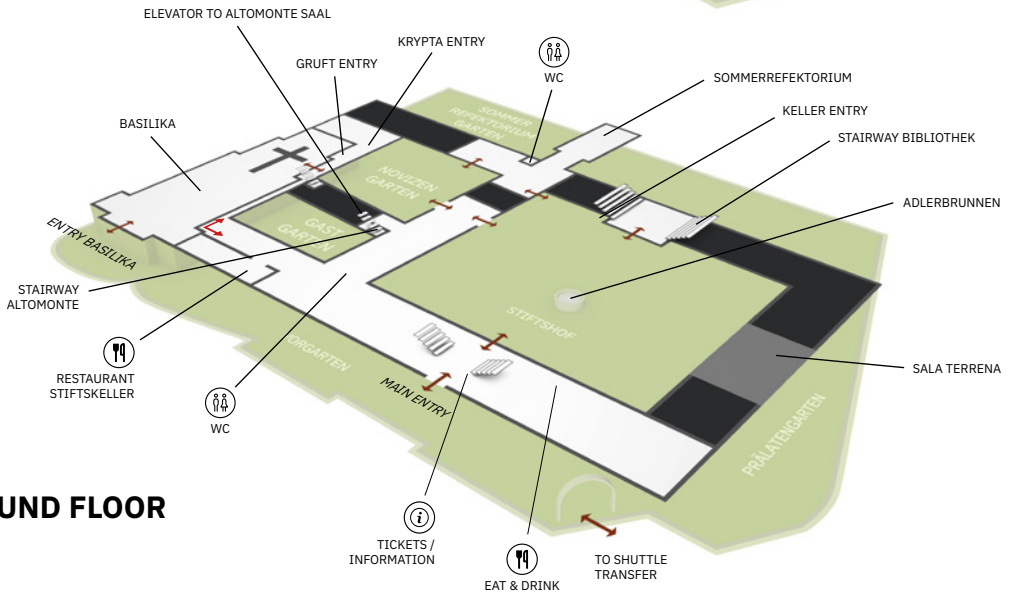 ELEVATOR TO ALTOMONTE SAAL
KRYPTA ENTRY
GRUFT ENTRY
WC
SOMMERREFEKTORIUM
BASILIKA
KELLER ENTRY
STAIRWAY BIBLIOTHEK
SOMMER
REFEKTORIUM
GARTEN
NOVIZEN
GARTEN
ADLERBRUNNEN
ENTRY BASILIKA
GAST
GARTEN
STAIRWAY
ALTOMONTE
STIFTSHOF
ORGARTEN
RESTAURANT
STIFTSKELLER
MAIN ENTRY
SALA TERRENA
WC
PRÄLATENGARTEN
UND FLOOR
i
TICKETS /
INFORMATION
EAT & DRINK
TO SHUTTLE
TRANSFER